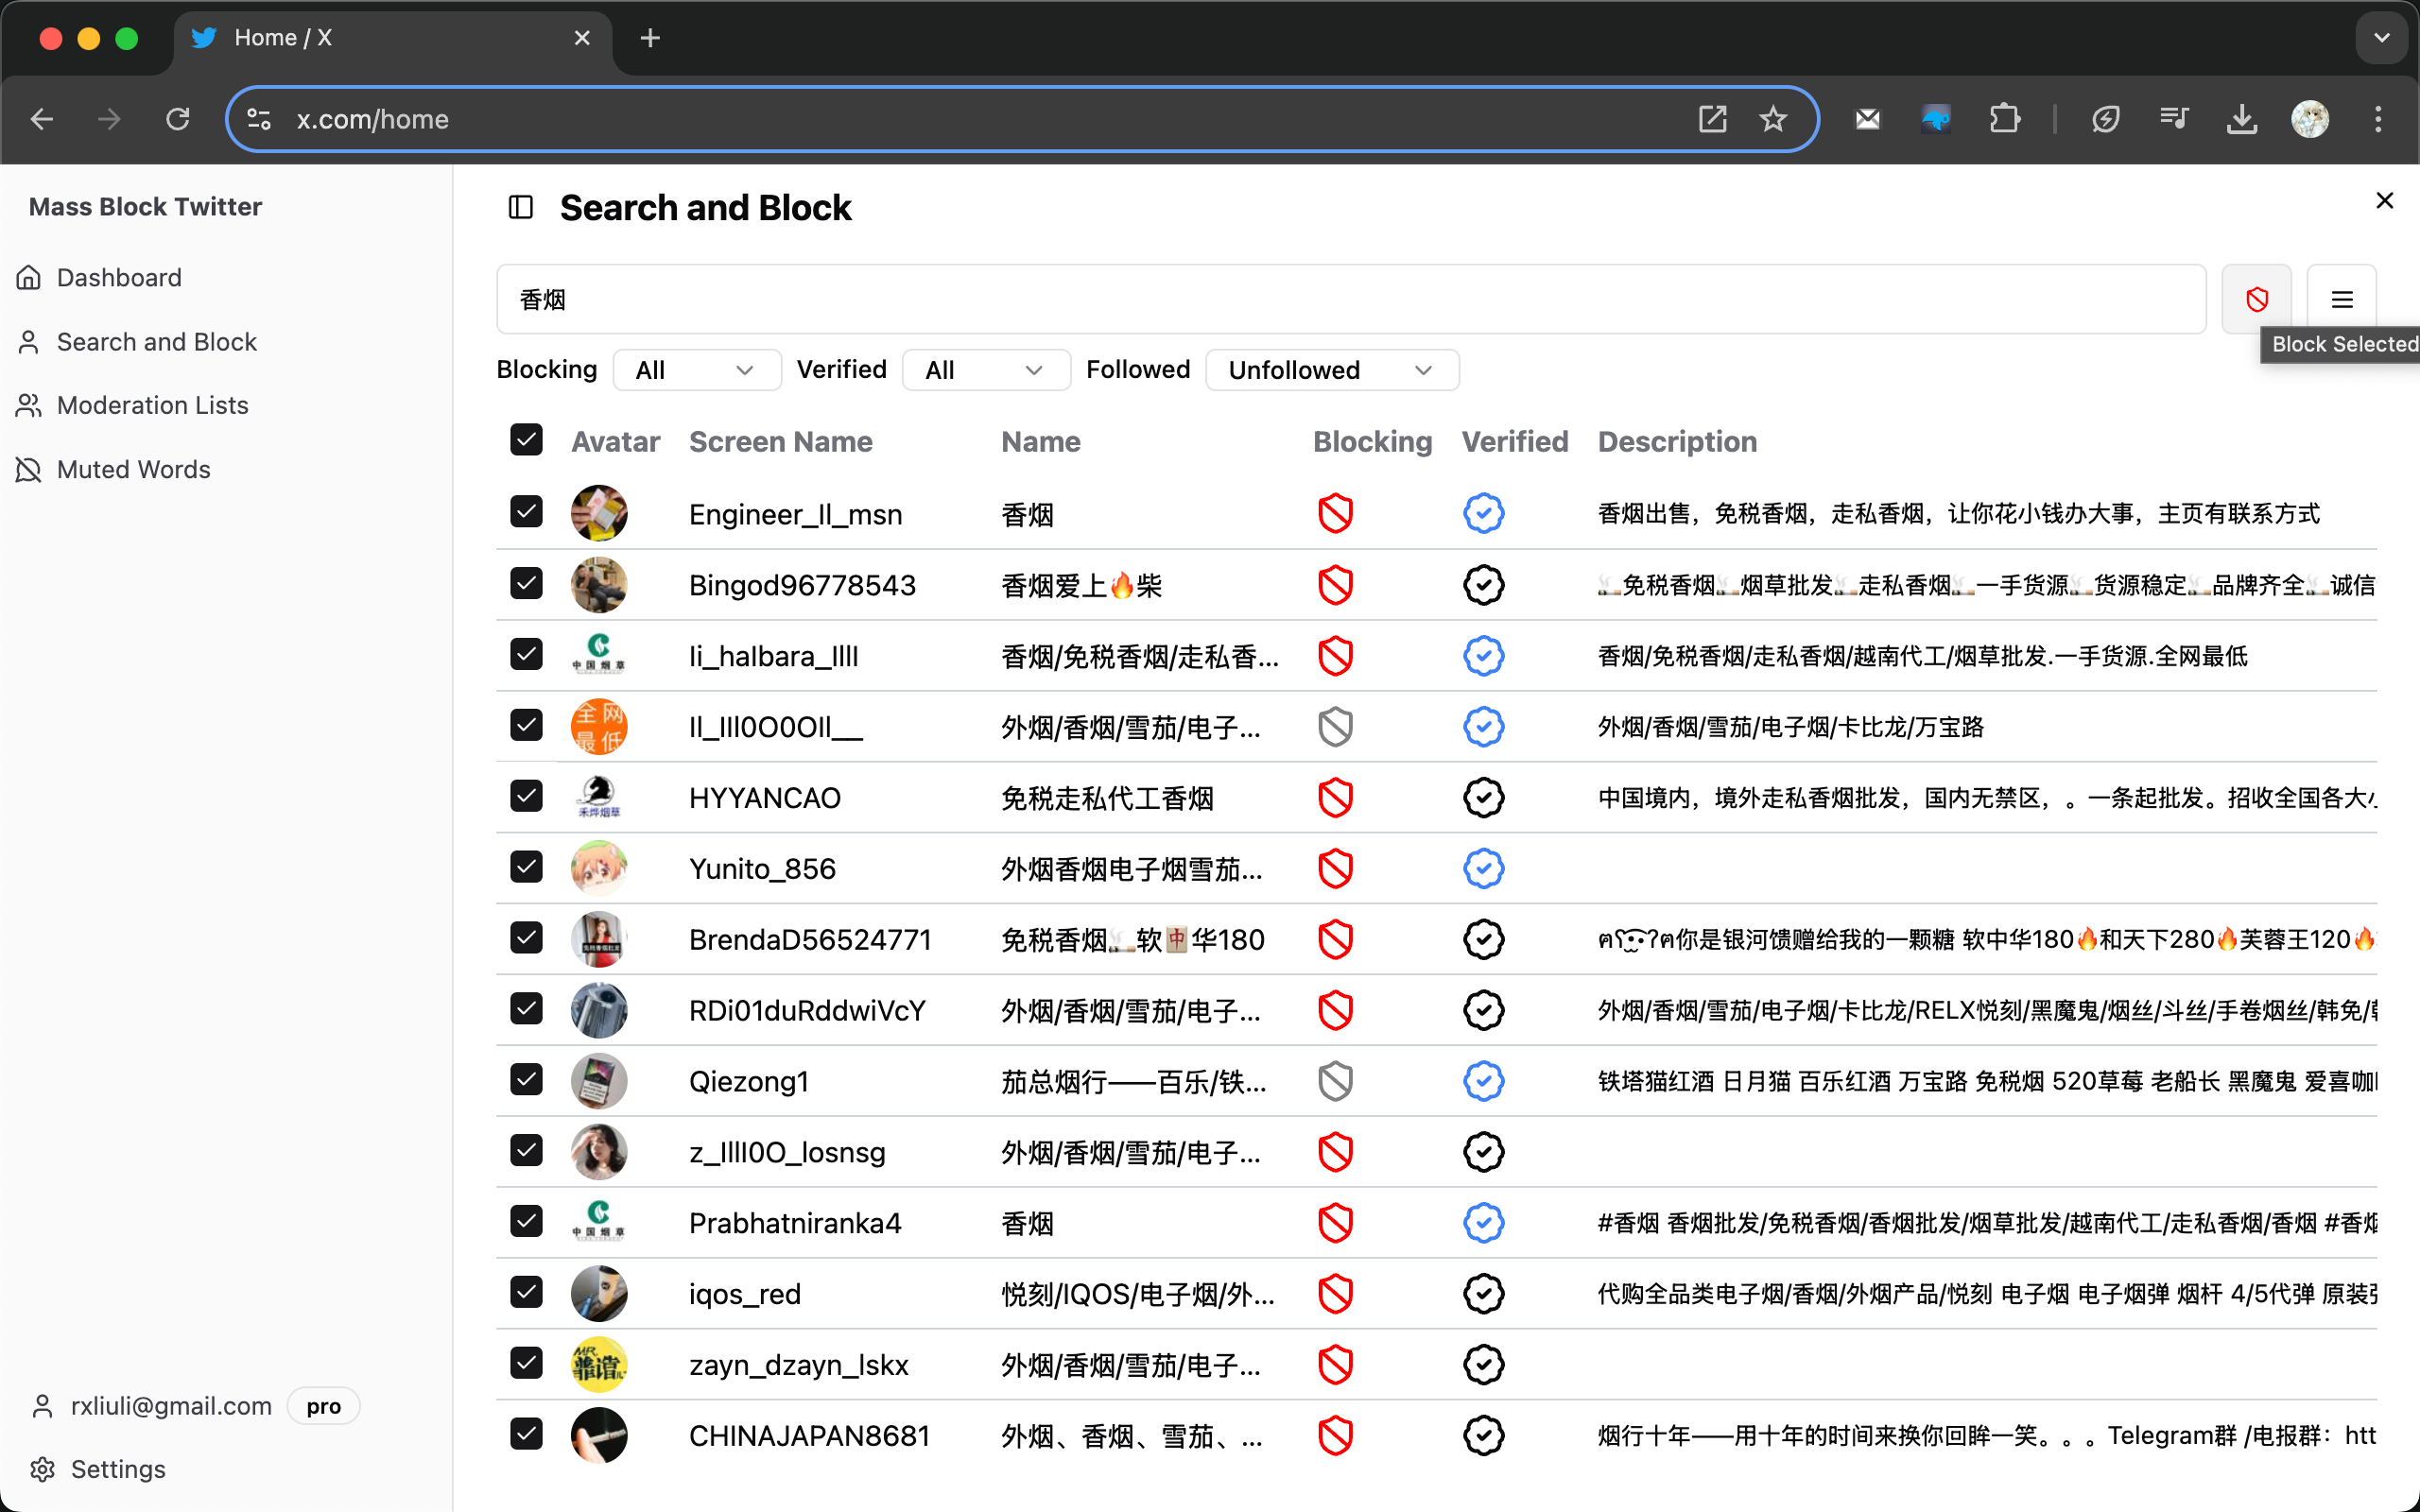 Home / X
x.com/home
Mass Block Twitter
Dashboard
Search and Block
Moderation Lists
Muted Words
rxliuli@gmail.com pro
Settings
Search and Block
香烟
Block Selected
Blocking All Verified All Followed Unfollowed
Avatar Screen Name Name Blocking Verified Description
Engineer_ll_msn 香烟 香烟出售，免税香烟，走私香烟，让你花小钱办大事，主页有联系方式
Bingod96778543 香烟爱上🔥柴 🚬免税香烟🚬烟草批发🚬走私香烟🚬一手货源🚬货源稳定🚬品牌齐全🚬诚信
中国烟草
li_halbara_llll 香烟/免税香烟/走私香... 香烟/免税香烟/走私香烟/越南代工/烟草批发.一手货源.全网最低
全网
最低
Il_IIl0O0Oll__ 外烟/香烟/雪茄/电子... 外烟/香烟/雪茄/电子烟/卡比龙/万宝路
禾烨烟草
HYYANCAO 免税走私代工香烟 中国境内，境外走私香烟批发，国内无禁区，。一条起批发。招收全国各大
Yunito_856 外烟香烟电子烟雪茄...
BrendaD56524771 免税香烟🚬软🀄华180 ฅ ฅ你是银河馈赠给我的一颗糖 软中华180🔥和天下280🔥芙蓉王120🔥
RDi01duRddwiVcY 外烟/香烟/雪茄/电子... 外烟/香烟/雪茄/电子烟/卡比龙/RELX悦刻/黑魔鬼/烟丝/斗丝/手卷烟丝/韩免/
Qiezong1 茄总烟行——百乐/铁... 铁塔猫红酒 日月猫 百乐红酒 万宝路 免税烟 520草莓 老船长 黑魔鬼 爱喜咖
z_IllI0O_losnsg 外烟/香烟/雪茄/电子...
中国烟草
Prabhatniranka4 香烟 #香烟 香烟批发/免税香烟/香烟批发/烟草批发/越南代工/走私香烟/香烟 #香烟
iqos_red 悦刻/IQOS/电子烟/外... 代购全品类电子烟/香烟/外烟产品/悦刻 电子烟 电子烟弹 烟杆 4/5代弹 原装
MR.
zayn_dzayn_lskx 外烟/香烟/雪茄/电子...
CHINAJAPAN8681 外烟、香烟、雪茄、... 烟行十年——用十年的时间来换你回眸一笑。。。Telegram群 /电报群：htt